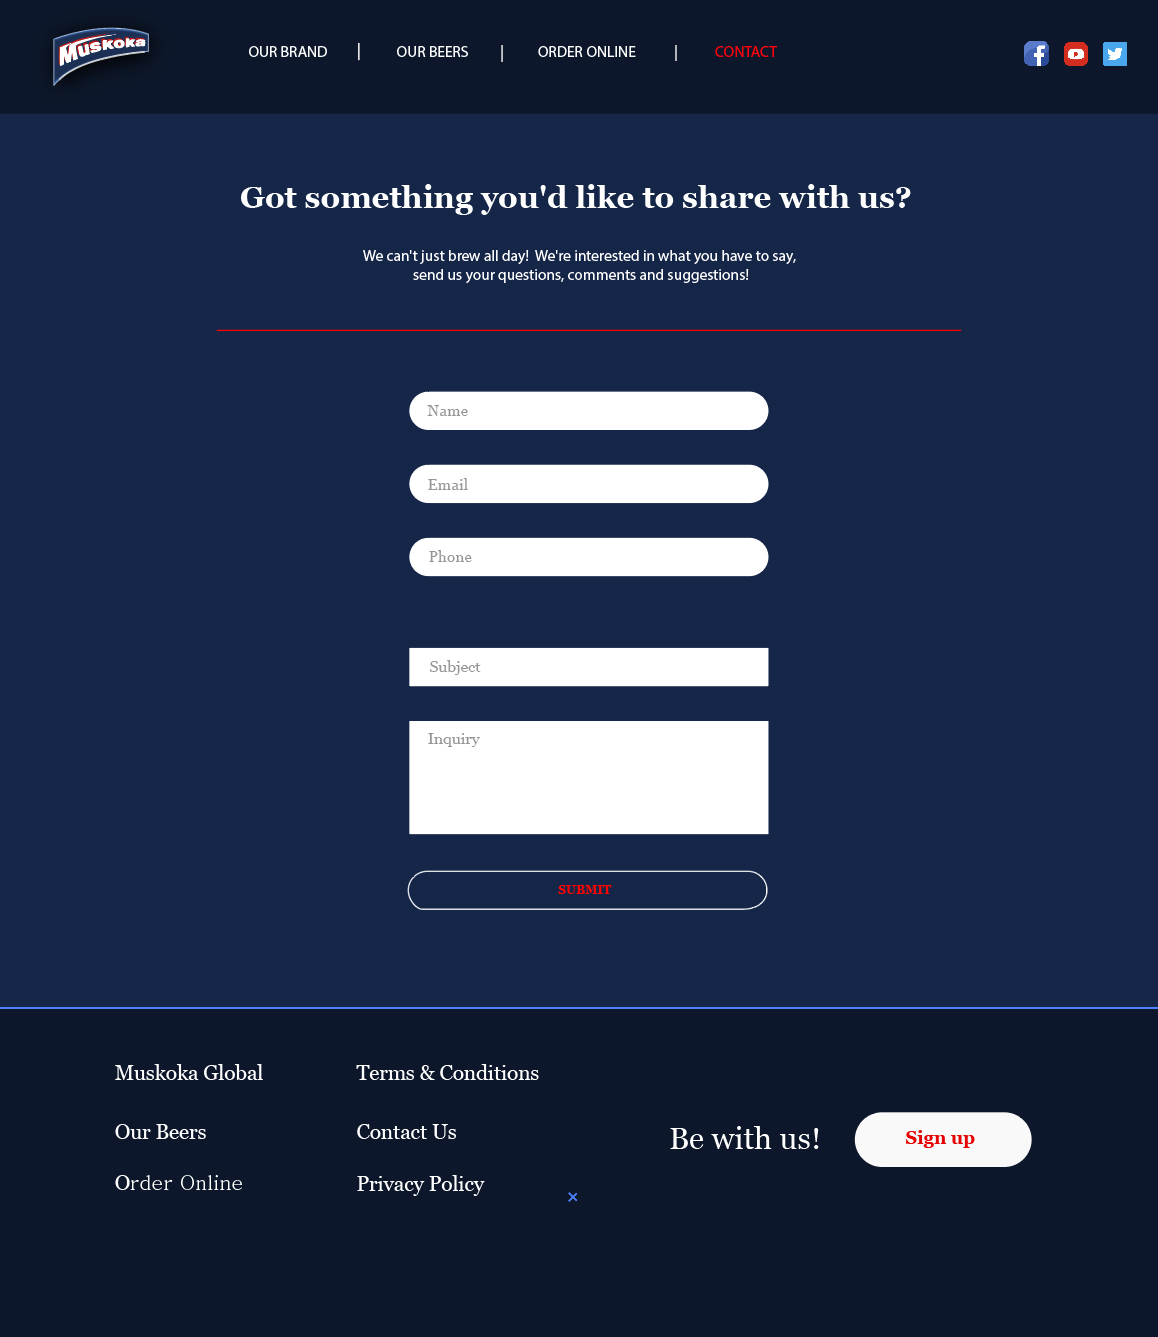 Muskoka
OUR BRAND | OUR BEERS | ORDER ONLINE | CONTACT
Got something you'd like to share with us?
We can't just brew all day! We're interested in what you have to say,
send us your questions, comments and suggestions!
Name
Email
Phone
Subject
Inquiry
SUBMIT
Muskoka Global
Our Beers
Order Online
Terms & Conditions
Contact Us
Privacy Policy
Be with us!
Sign up